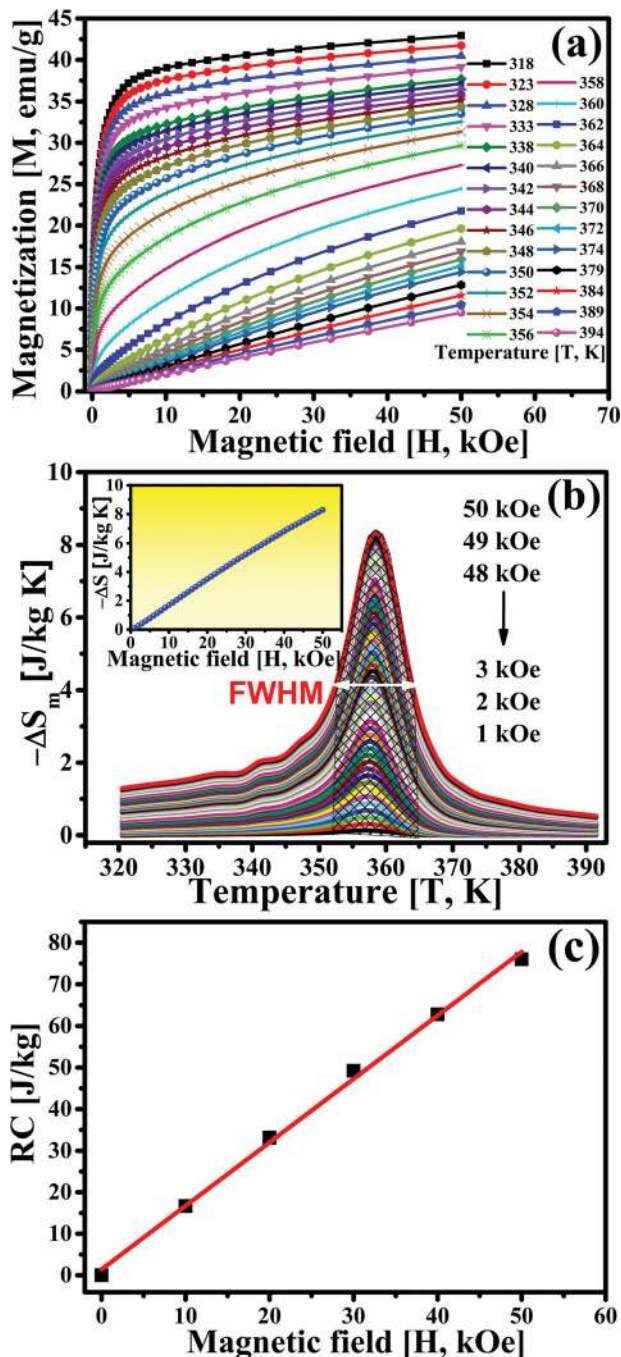 (a)
Magnetization [M, emu/g]
45
40
35
30
25
20
15
10
5
0
318
323
328
333
338
340
342
344
346
348
350
352
354
356
358
360
362
364
366
368
370
372
374
379
384
389
394
Temperature [T, K]
0 10 20 30 40 50 60 70
Magnetic field [H, kOe]
(b)
−ΔSm [J/kg K]
10
8
6
4
2
0
−ΔS [J/kg K]
10
8
6
4
2
0
0 10 20 30 40 50
Magnetic field [H, kOe]
50 kOe
49 kOe
48 kOe
3 kOe
2 kOe
1 kOe
FWHM
320 330 340 350 360 370 380 390
Temperature [T, K]
(c)
RC [J/kg]
80
70
60
50
40
30
20
10
0
0 10 20 30 40 50 60
Magnetic field [H, kOe]